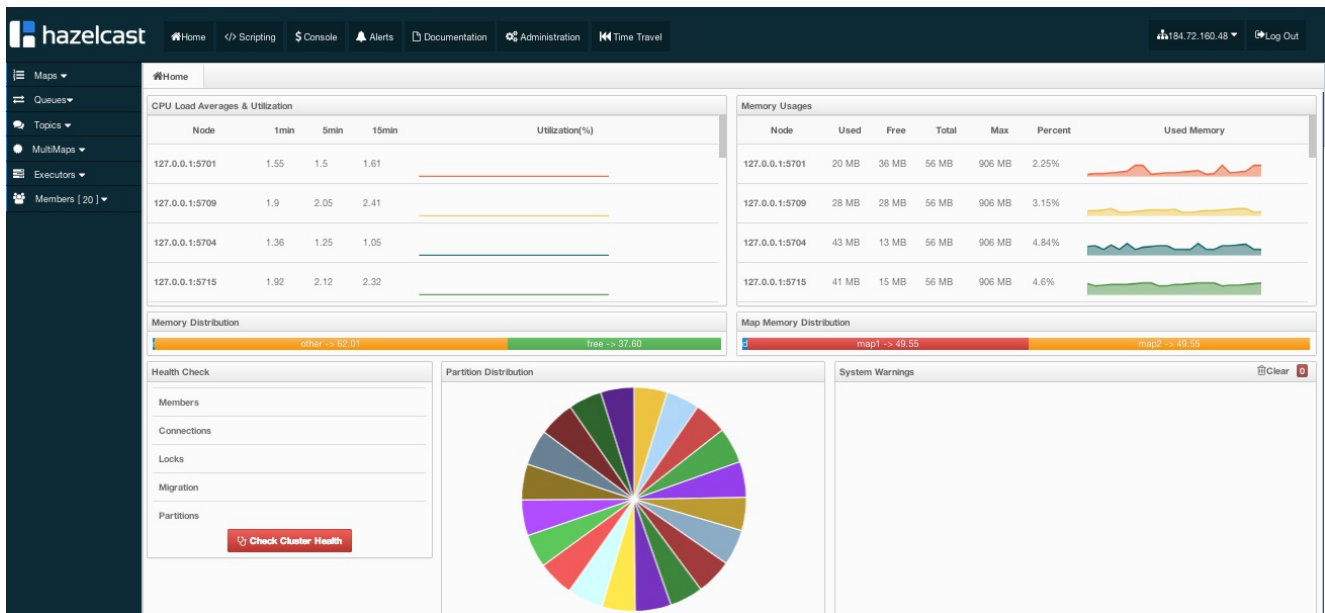 hazelcast Home </> Scripting $ Console Alerts Documentation Administration Time Travel 184.72.160.48 Log Out
Maps
Queues
Topics
MultiMaps
Executors
Members [ 20 ]
Home
CPU Load Averages & Utilization
Node 1min 5min 15min Utilization(%)
127.0.0.1:5701 1.55 1.5 1.61
127.0.0.1:5709 1.9 2.05 2.41
127.0.0.1:5704 1.36 1.25 1.05
127.0.0.1:5715 1.92 2.12 2.32
Memory Usages
Node Used Free Total Max Percent Used Memory
127.0.0.1:5701 20 MB 36 MB 56 MB 906 MB 2.25%
127.0.0.1:5709 28 MB 28 MB 56 MB 906 MB 3.15%
127.0.0.1:5704 43 MB 13 MB 56 MB 906 MB 4.84%
127.0.0.1:5715 41 MB 15 MB 56 MB 906 MB 4.6%
Memory Distribution
other -> 62.01 free -> 37.60
Map Memory Distribution
d map1 -> 49.55 map2 -> 49.55
Health Check
Members
Connections
Locks
Migration
Partitions
Check Cluster Health
Partition Distribution
System Warnings Clear 0